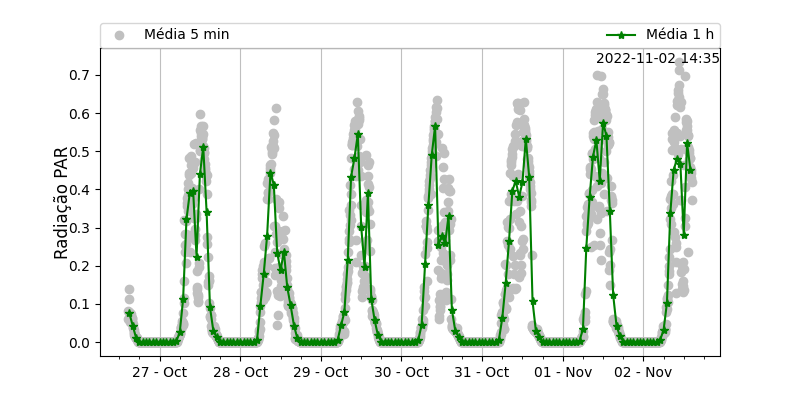 Média 5 min
Média 1 h
2022-11-02 14:35
Radiação PAR
0.7
0.6
0.5
0.4
0.3
0.2
0.1
0.0
27 - Oct
28 - Oct
29 - Oct
30 - Oct
31 - Oct
01 - Nov
02 - Nov